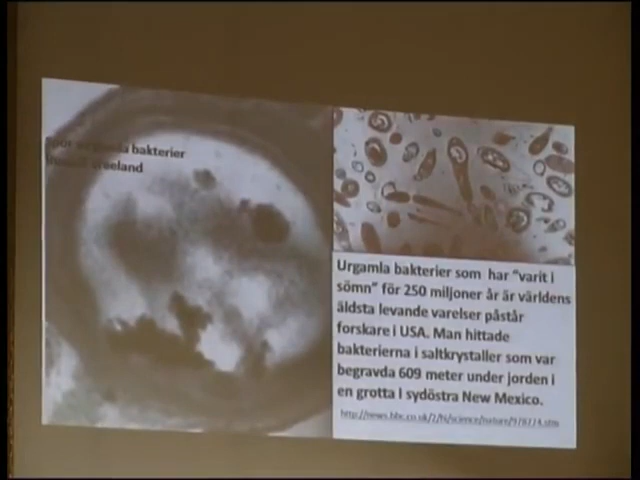 bakterier
Urgamla bakterier som har "varit i
sömn" för 250 miljoner år är världens
äldsta levande varelser påstår
forskare i USA. Man hittade
bakterierna i saltkrystaller som var
begravda 609 meter under jorden i
en grotta I sydöstra New Mexico.